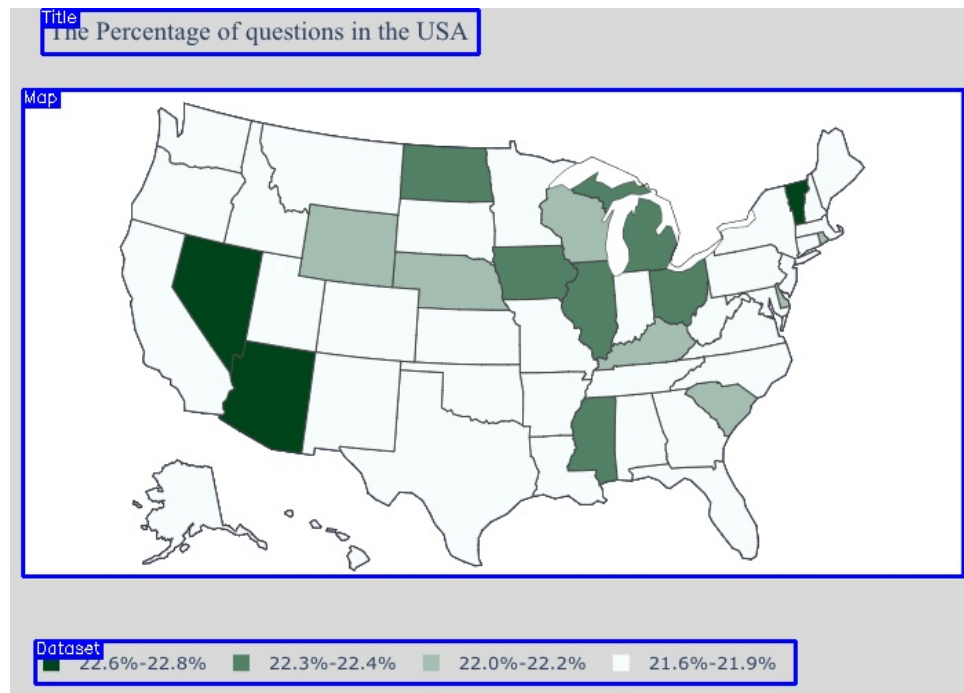 Title
The Percentage of questions in the USA
Map
Dataset
22.6%-22.8% 22.3%-22.4% 22.0%-22.2% 21.6%-21.9%